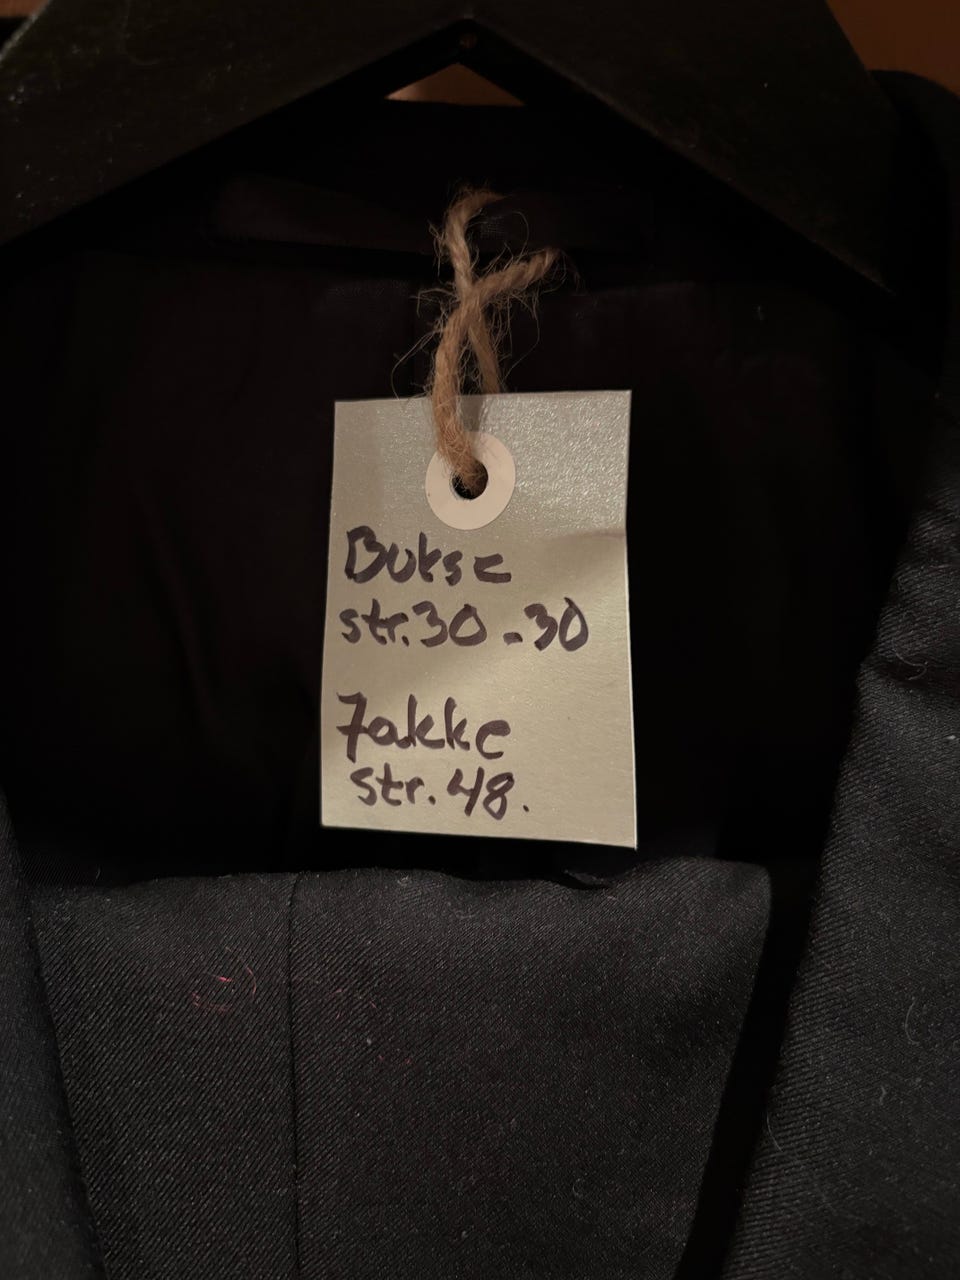 Bukse
str.30-30
Jakke
str.48.